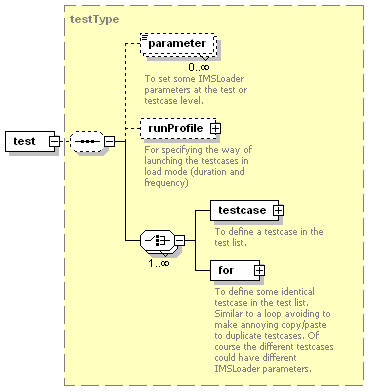 testType
parameter
0..∞
To set some IMSLoader
parameters at the test or
testcase level.
runProfile
For specifying the way of
launching the testcases in
load mode (duration and
frequency)
test
testcase
To define a testcase in the
test list.
1..∞
for
To define some identical
testcase in the test list.
Similar to a loop avoiding to
make annoying copy/paste
to duplicate testcases. Of
course the different testcases
could have different
IMSLoader parameters.